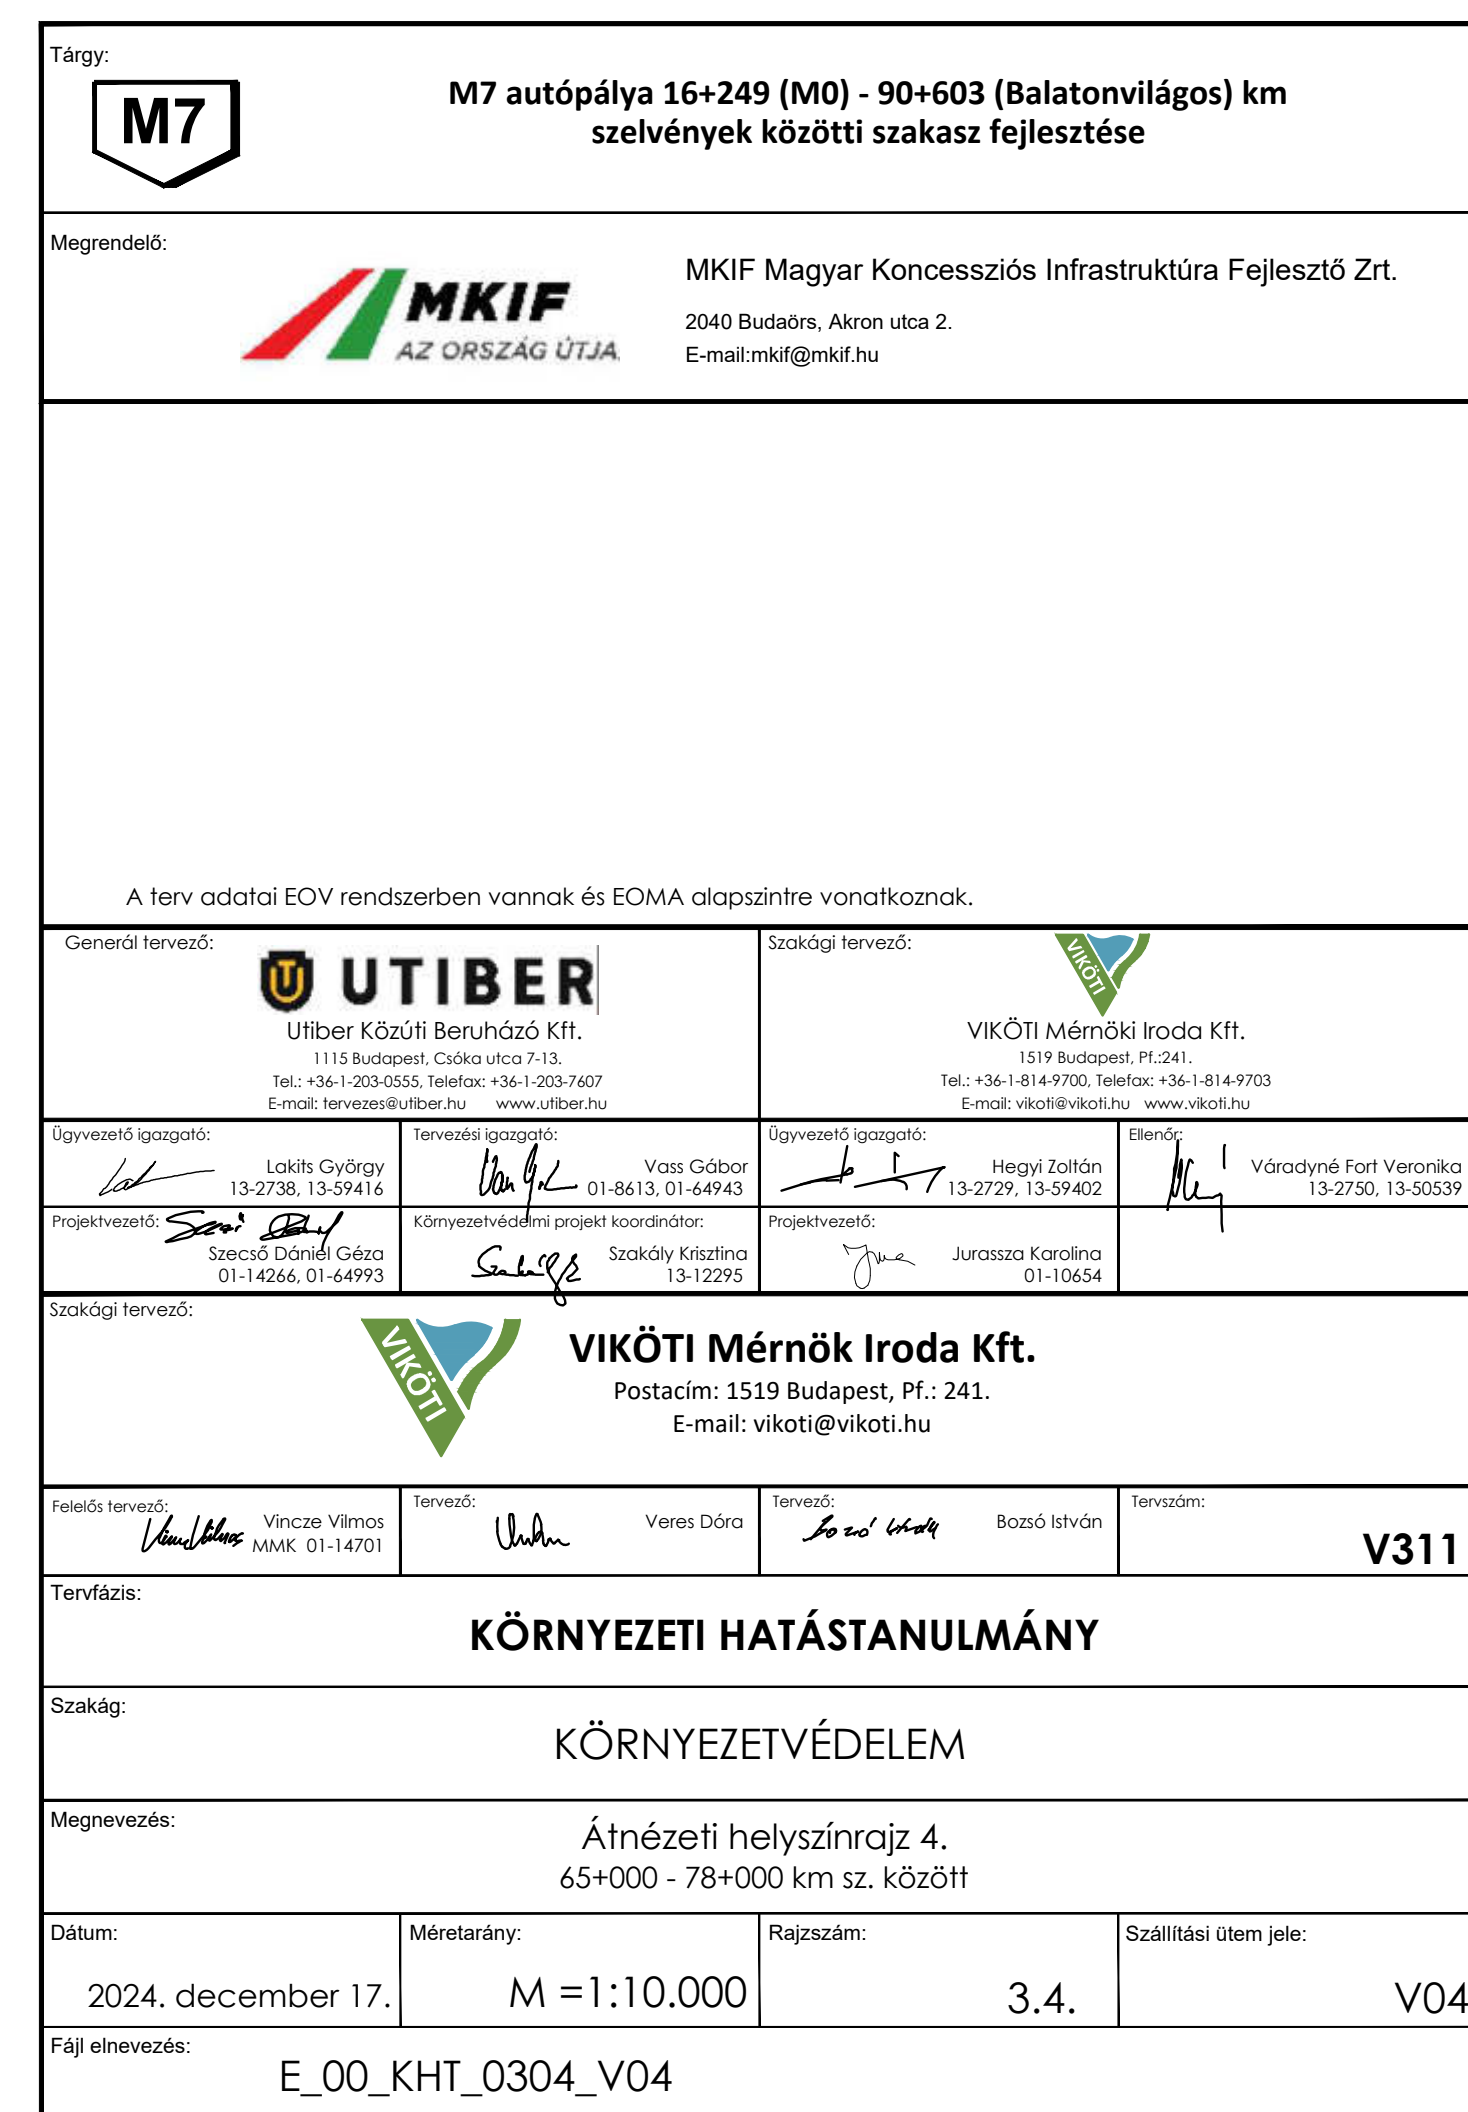 Tárgy:
M7
M7 autópálya 16+249 (M0) - 90+603 (Balatonvilágos) km
szelvények közötti szakasz fejlesztése
Megrendelő:
MKIF
AZ ORSZÁG ÚTJA
MKIF Magyar Koncessziós Infrastruktúra Fejlesztő Zrt.
2040 Budaörs, Akron utca 2.
E-mail:mkif@mkif.hu
A terv adatai EOV rendszerben vannak és EOMA alapszintre vonatkoznak.
Generál tervező:
UTIBER
Utiber Közúti Beruházó Kft.
1115 Budapest, Csóka utca 7-13.
Tel.: +36-1-203-0555, Telefax: +36-1-203-7607
E-mail: tervezes@utiber.hu www.utiber.hu
Szakági tervező:
VIKÖTI
VIKÖTI Mérnöki Iroda Kft.
1519 Budapest, Pf.:241.
Tel.: +36-1-814-9700, Telefax: +36-1-814-9703
E-mail: vikoti@vikoti.hu www.vikoti.hu
Ügyvezető igazgató:
Lakits György
13-2738, 13-59416
Tervezési igazgató:
Vass Gábor
01-8613, 01-64943
Ügyvezető igazgató:
Hegyi Zoltán
13-2729, 13-59402
Ellenőr:
Váradyné Fort Veronika
13-2750, 13-50539
Projektvezető:
Szecső Dániel Géza
01-14266, 01-64993
Környezetvédelmi projekt koordinátor:
Szakály Krisztina
13-12295
Projektvezető:
Jurassza Karolina
01-10654
Szakági tervező:
VIKÖTI
VIKÖTI Mérnök Iroda Kft.
Postacím: 1519 Budapest, Pf.: 241.
E-mail: vikoti@vikoti.hu
Felelős tervező:
Vincze Vilmos
MMK 01-14701
Tervező:
Veres Dóra
Tervező:
Bozsó István
Tervszám:
V311
Tervfázis:
KÖRNYEZETI HATÁSTANULMÁNY
Szakág:
KÖRNYEZETVÉDELEM
Megnevezés:
Átnézeti helyszínrajz 4.
65+000 - 78+000 km sz. között
Dátum:
2024. december 17.
Méretarány:
M =1:10.000
Rajzszám:
3.4.
Szállítási ütem jele:
V04
Fájl elnevezés:
E_00_KHT_0304_V04